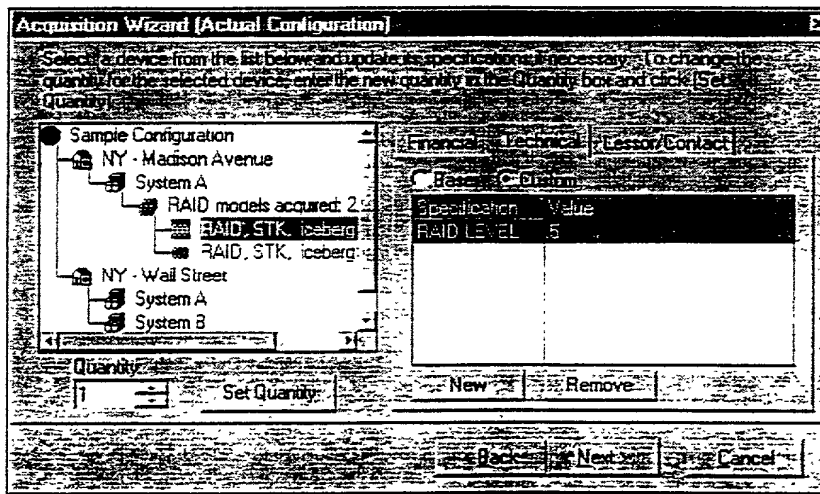 Acquisition Wizard (Actual Configuration)
Select a device from the list below and update its specifications if necessary. To change the
quantity for the selected device, enter the new quantity in the Quantity box and click [Set
Quantity].
Sample Configuration
NY - Madison Avenue
System A
RAID models acquired: 2
RAID, STK, iceberg
RAID, STK, iceberg
NY - Wall Street
System A
System B
Quantity:
1
Set Quantity
Financial Technical Lessor/Contact
Base Custom
Specification Value
RAID LEVEL 5
New Remove
< Back Next > Cancel